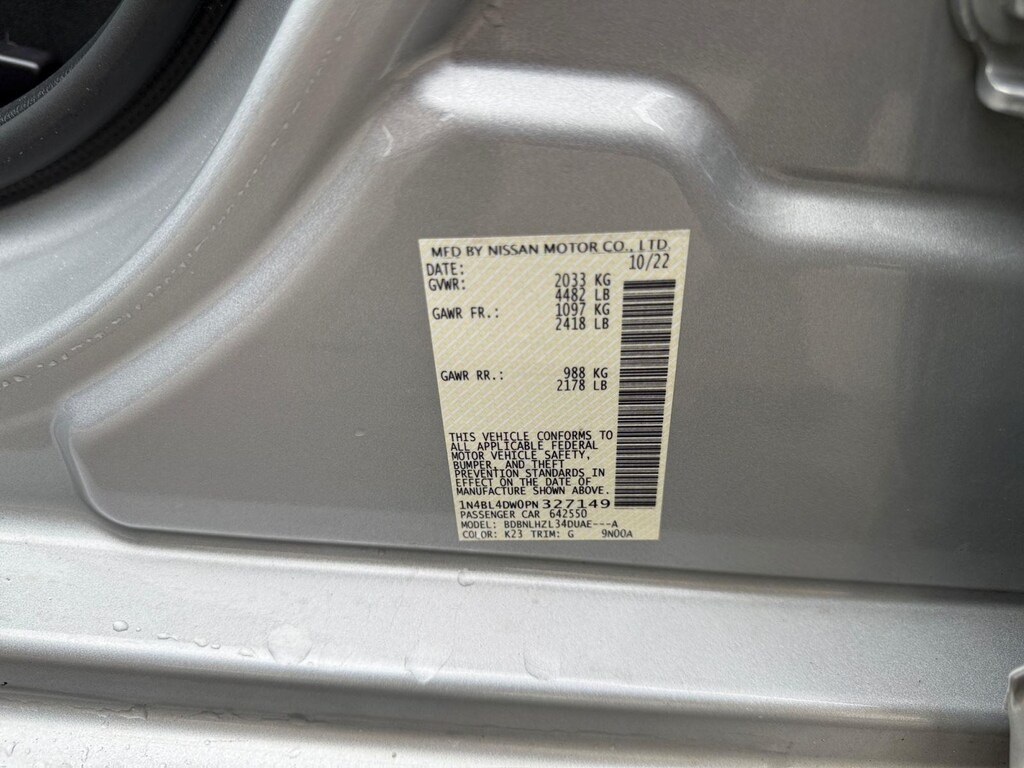 MFD BY NISSAN MOTOR CO., LTD.
DATE: 10/22
GVWR: 2033 KG
4482 LB
GAWR FR.: 1097 KG
2418 LB
GAWR RR.: 988 KG
2178 LB
THIS VEHICLE CONFORMS TO
ALL APPLICABLE FEDERAL
MOTOR VEHICLE SAFETY,
BUMPER, AND THEFT
PREVENTION STANDARDS IN
EFFECT ON THE DATE OF
MANUFACTURE SHOWN ABOVE.
1N4BL4DW0PN327149
PASSENGER CAR 642550
MODEL: BDBNLHZL34DUAE---A
COLOR: K23 TRIM: G 9N00A